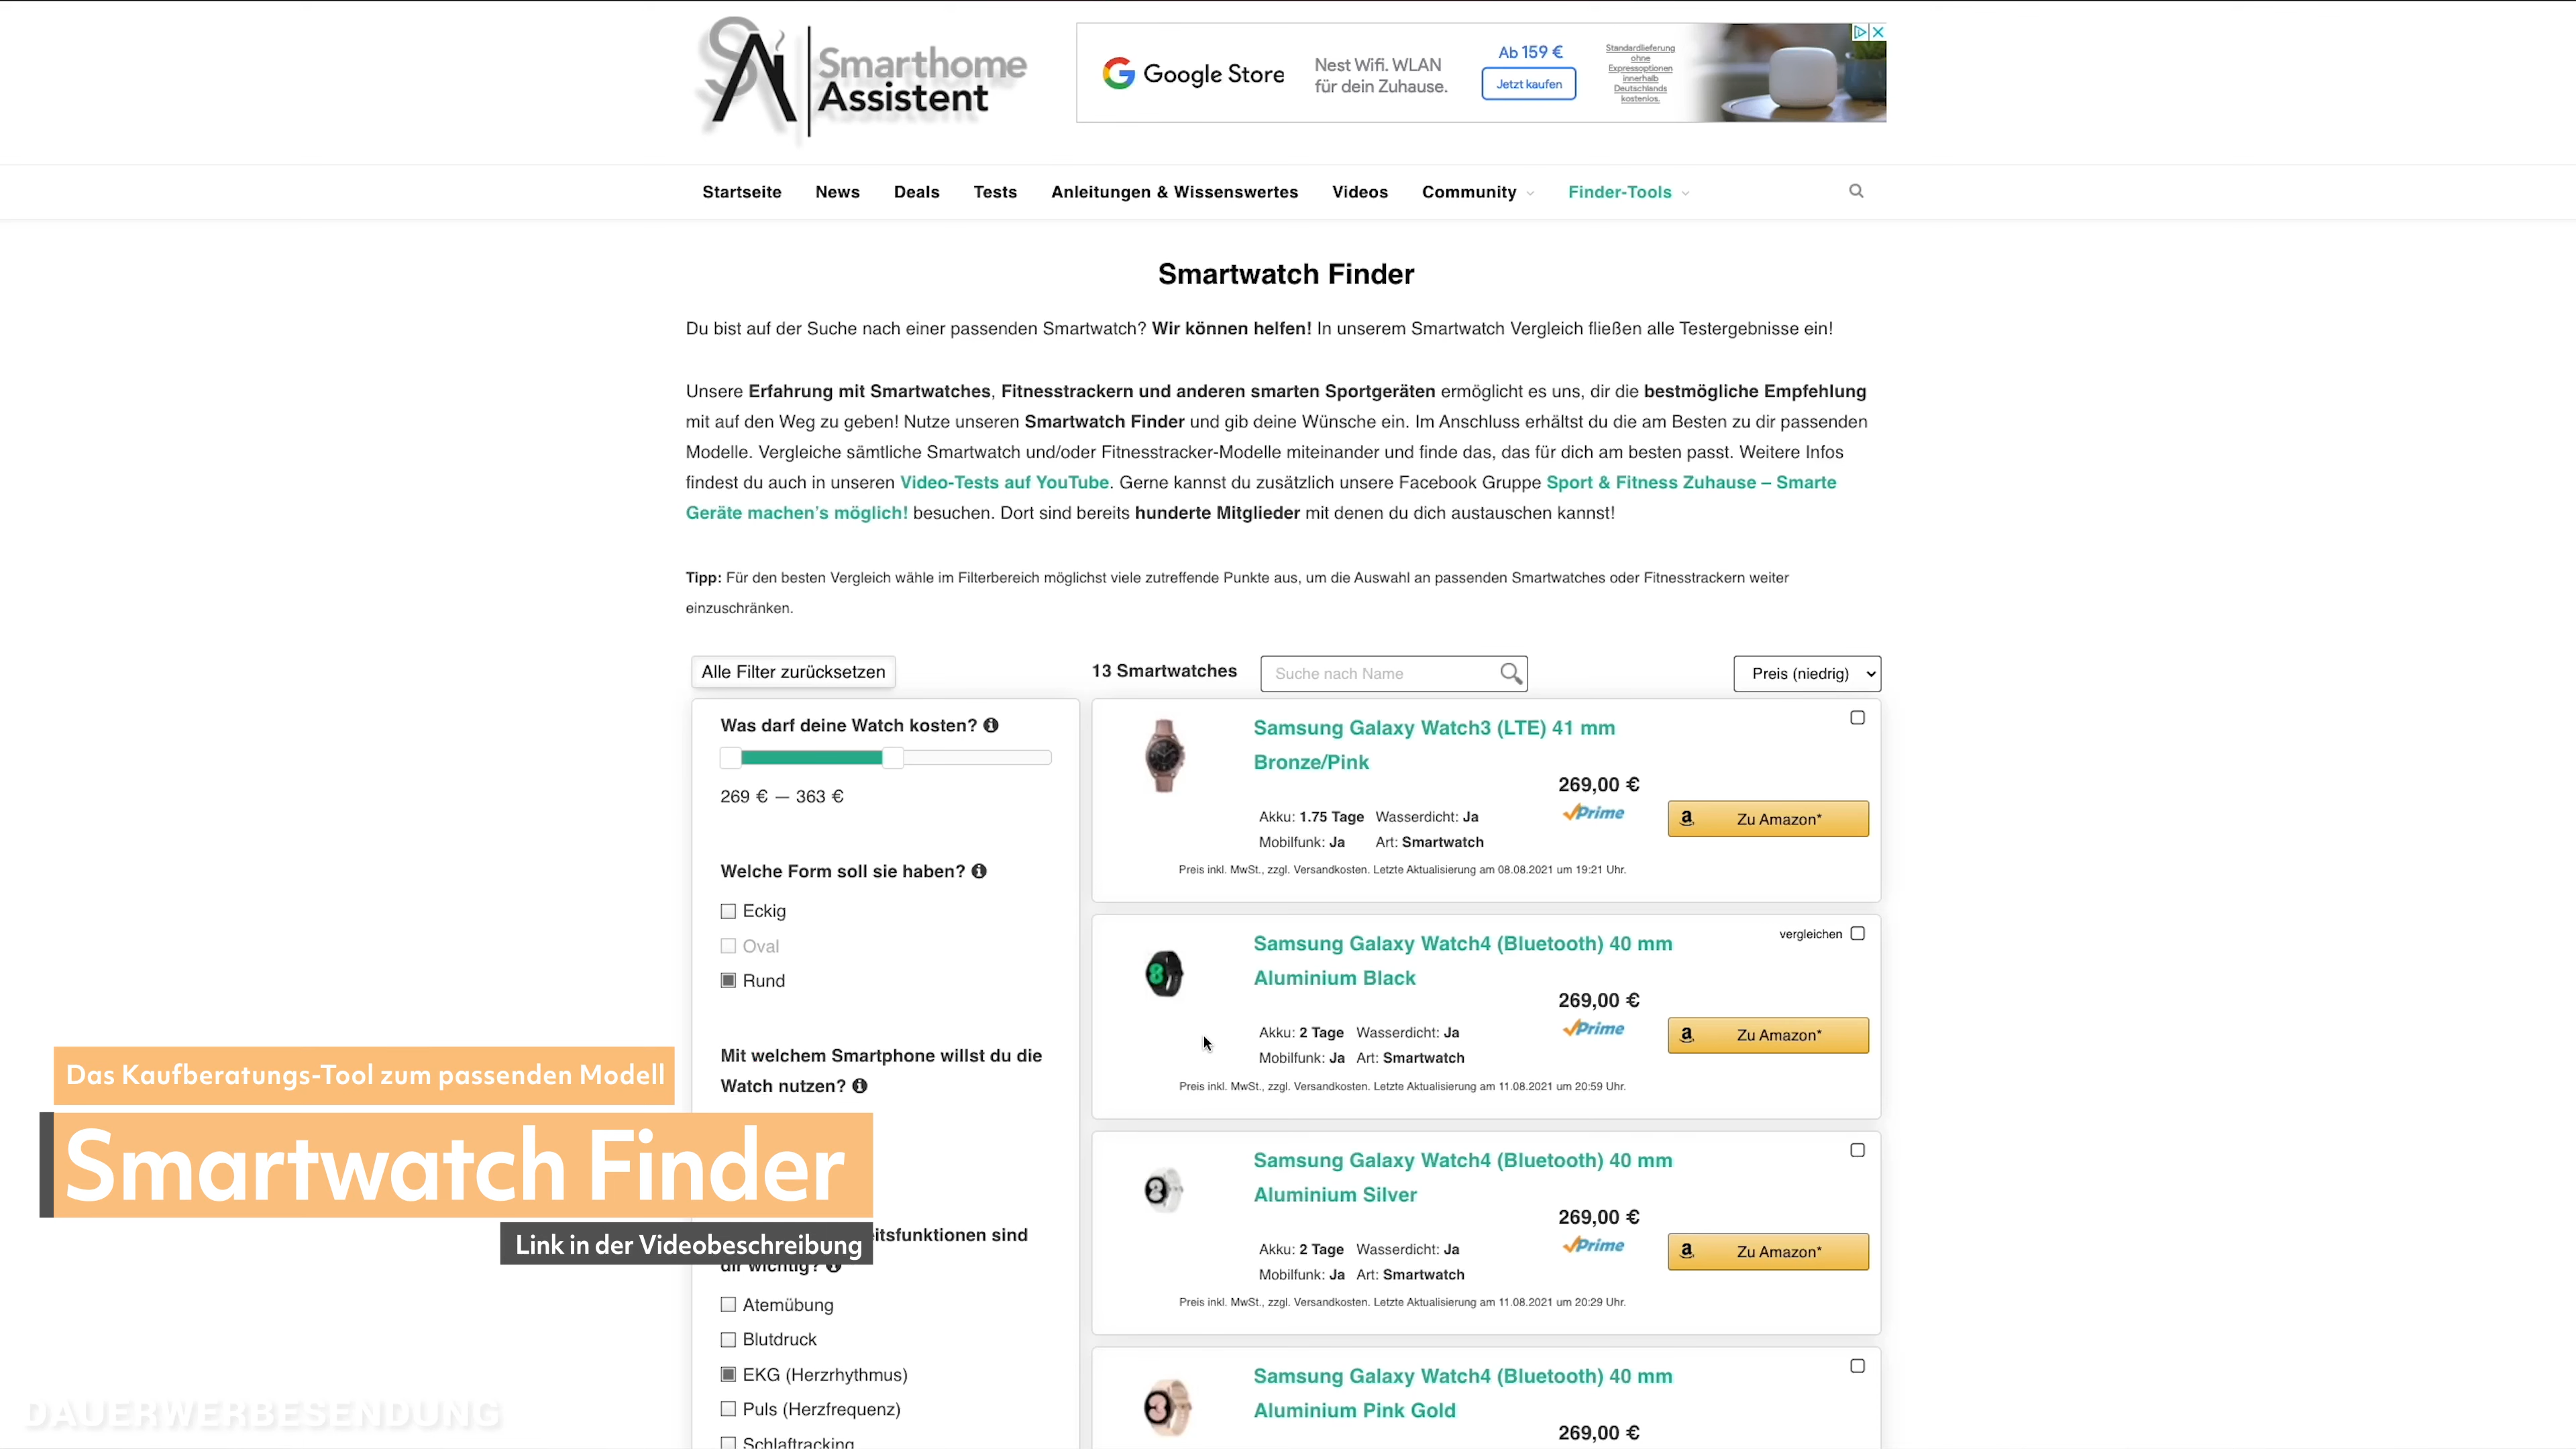 SAi Smarthome
Assistent
Google Store
Nest Wifi. WLAN
für dein Zuhause.
Ab 159 €
Jetzt kaufen
Standardlieferung
ohne
Expressoptionen
innerhalb
Deutschlands
kostenlos.
Startseite News Deals Tests Anleitungen & Wissenswertes Videos Community Finder-Tools
Smartwatch Finder
Du bist auf der Suche nach einer passenden Smartwatch? Wir können helfen! In unserem Smartwatch Vergleich fließen alle Testergebnisse ein!
Unsere Erfahrung mit Smartwatches, Fitnesstrackern und anderen smarten Sportgeräten ermöglicht es uns, dir die bestmögliche Empfehlung
mit auf den Weg zu geben! Nutze unseren Smartwatch Finder und gib deine Wünsche ein. Im Anschluss erhältst du die am Besten zu dir passenden
Modelle. Vergleiche sämtliche Smartwatch und/oder Fitnesstracker-Modelle miteinander und finde das, das für dich am besten passt. Weitere Infos
findest du auch in unseren Video-Tests auf YouTube. Gerne kannst du zusätzlich unsere Facebook Gruppe Sport & Fitness Zuhause – Smarte
Geräte machen's möglich! besuchen. Dort sind bereits hunderte Mitglieder mit denen du dich austauschen kannst!
Tipp: Für den besten Vergleich wähle im Filterbereich möglichst viele zutreffende Punkte aus, um die Auswahl an passenden Smartwatches oder Fitnesstrackern weiter
einzuschränken.
Alle Filter zurücksetzen
13 Smartwatches
Suche nach Name
Preis (niedrig)
Was darf deine Watch kosten?
269 € — 363 €
Welche Form soll sie haben?
Eckig
Oval
Rund
Mit welchem Smartphone willst du die
Watch nutzen?
Das Kaufberatungs-Tool zum passenden Modell
Smartwatch Finder
Link in der Videobeschreibung
eitsfunktionen sind
dir wichtig?
Atemübung
Blutdruck
EKG (Herzrhythmus)
Puls (Herzfrequenz)
Schlaftracking
DAUERWERBESENDUNG
Samsung Galaxy Watch3 (LTE) 41 mm
Bronze/Pink
269,00 €
Prime
Akku: 1.75 Tage Wasserdicht: Ja
Mobilfunk: Ja Art: Smartwatch
Zu Amazon*
Preis inkl. MwSt., zzgl. Versandkosten. Letzte Aktualisierung am 08.08.2021 um 19:21 Uhr.
Samsung Galaxy Watch4 (Bluetooth) 40 mm
Aluminium Black
vergleichen
269,00 €
Prime
Akku: 2 Tage Wasserdicht: Ja
Mobilfunk: Ja Art: Smartwatch
Zu Amazon*
Preis inkl. MwSt., zzgl. Versandkosten. Letzte Aktualisierung am 11.08.2021 um 20:59 Uhr.
Samsung Galaxy Watch4 (Bluetooth) 40 mm
Aluminium Silver
269,00 €
Prime
Akku: 2 Tage Wasserdicht: Ja
Mobilfunk: Ja Art: Smartwatch
Zu Amazon*
Preis inkl. MwSt., zzgl. Versandkosten. Letzte Aktualisierung am 11.08.2021 um 20:29 Uhr.
Samsung Galaxy Watch4 (Bluetooth) 40 mm
Aluminium Pink Gold
269,00 €